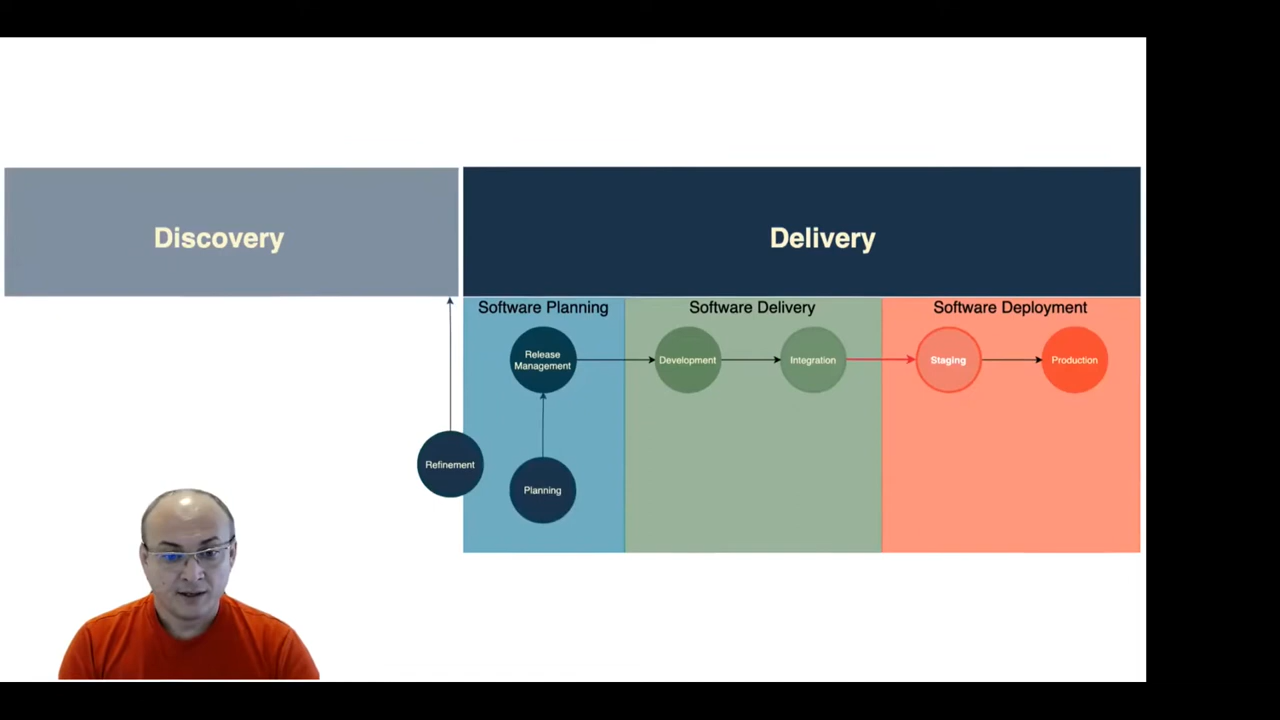 Discovery
Delivery
Software Planning
Software Delivery
Software Deployment
Release
Management
Development
Integration
Staging
Production
Refinement
Planning